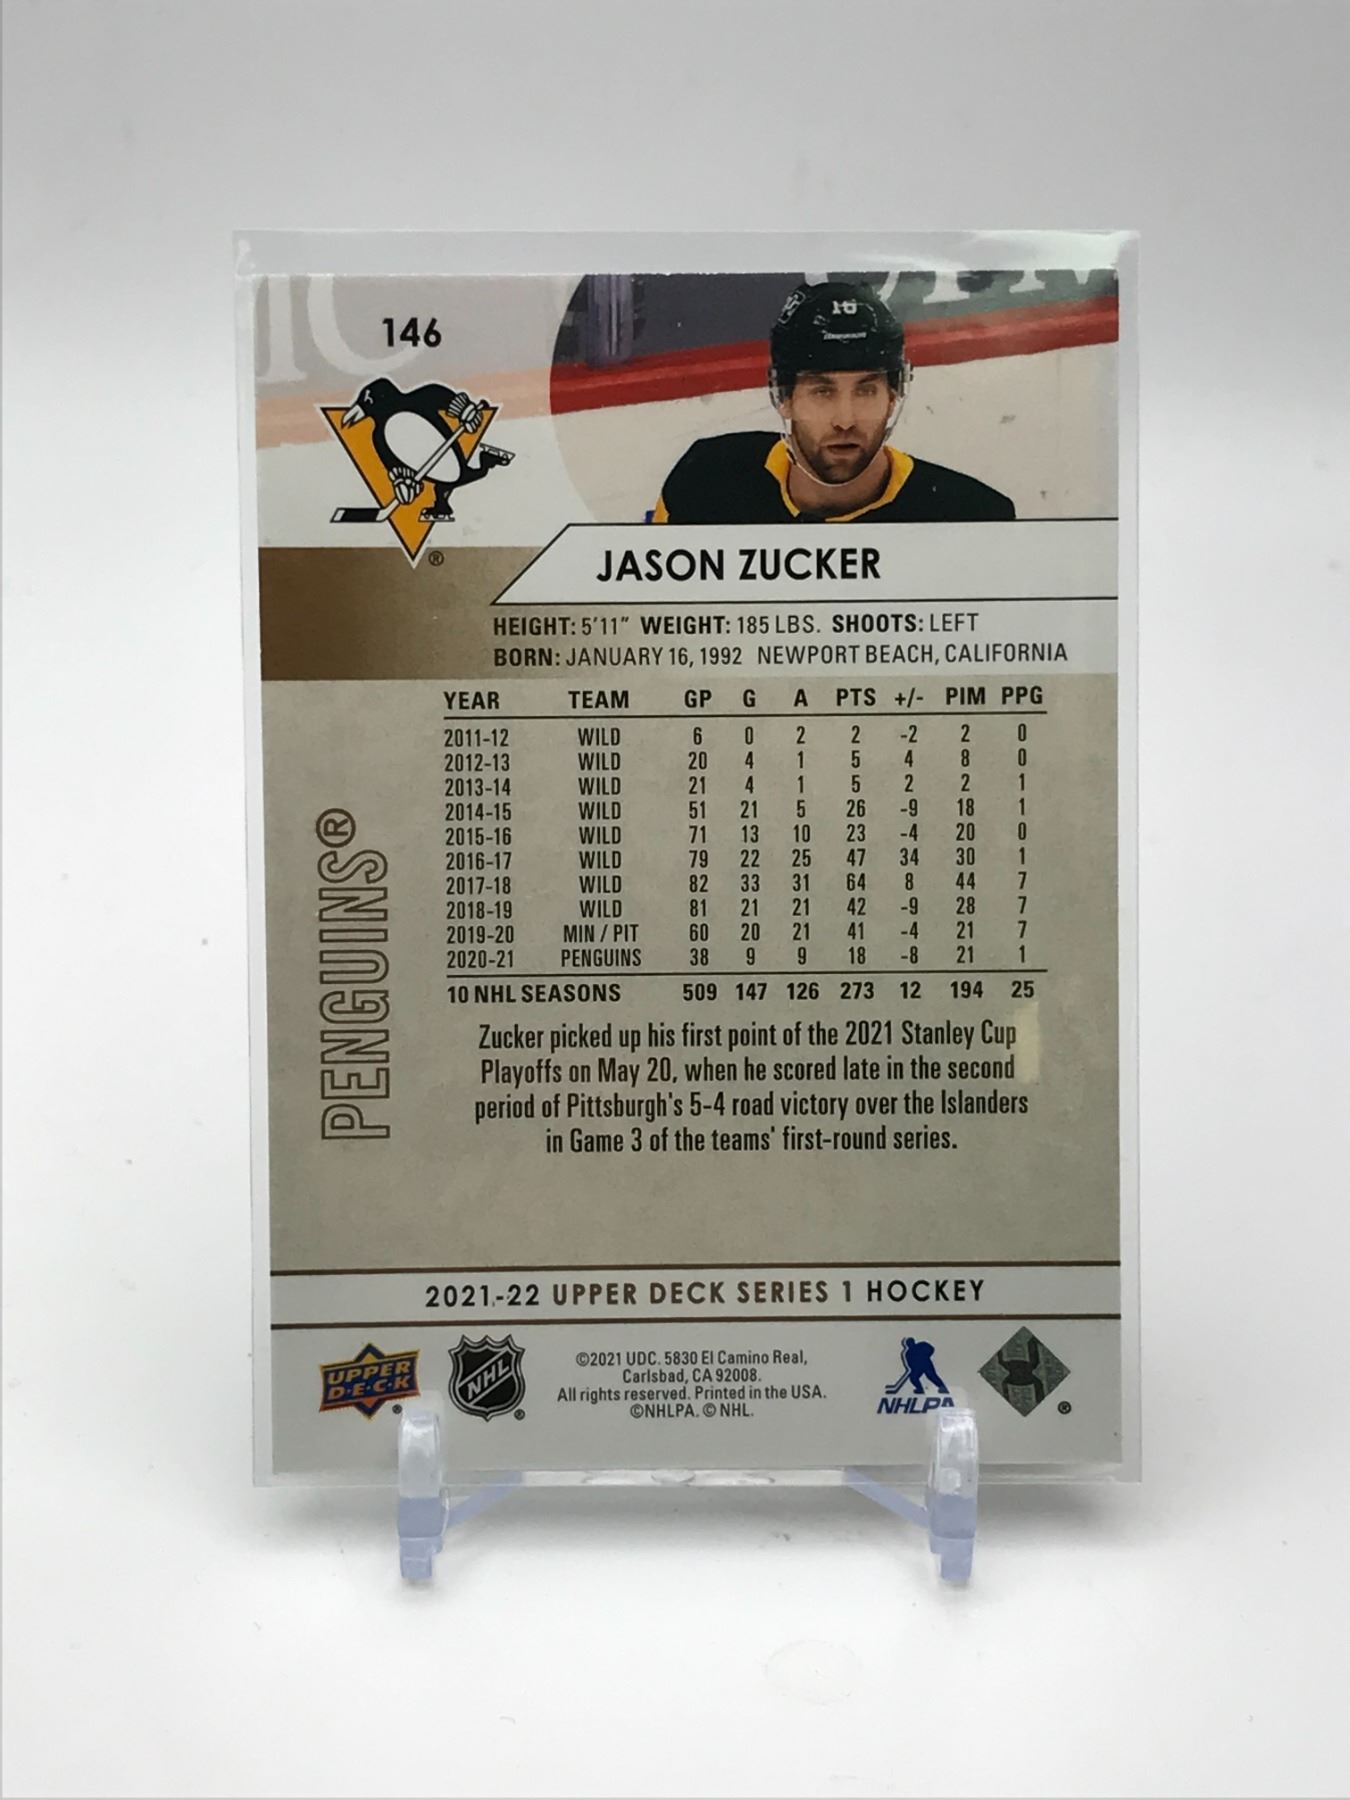 146
16
JASON ZUCKER
HEIGHT: 5'11" WEIGHT: 185 LBS. SHOOTS: LEFT
BORN: JANUARY 16, 1992 NEWPORT BEACH, CALIFORNIA
YEAR TEAM GP G A PTS +/- PIM PPG
2011-12 WILD 6 0 2 2 -2 2 0
2012-13 WILD 20 4 1 5 4 8 0
2013-14 WILD 21 4 1 5 2 2 1
2014-15 WILD 51 21 5 26 -9 18 1
2015-16 WILD 71 13 10 23 -4 20 0
2016-17 WILD 79 22 25 47 34 30 1
2017-18 WILD 82 33 31 64 8 44 7
2018-19 WILD 81 21 21 42 -9 28 7
2019-20 MIN / PIT 60 20 21 41 -4 21 7
2020-21 PENGUINS 38 9 9 18 -8 21 1
10 NHL SEASONS 509 147 126 273 12 194 25
PENGUINS®
Zucker picked up his first point of the 2021 Stanley Cup
Playoffs on May 20, when he scored late in the second
period of Pittsburgh's 5-4 road victory over the Islanders
in Game 3 of the teams' first-round series.
2021-22 UPPER DECK SERIES 1 HOCKEY
UPPER
D•E•C•K
NHL
©2021 UDC. 5830 El Camino Real,
Carlsbad, CA 92008.
All rights reserved. Printed in the USA.
©NHLPA. © NHL.
NHLPA